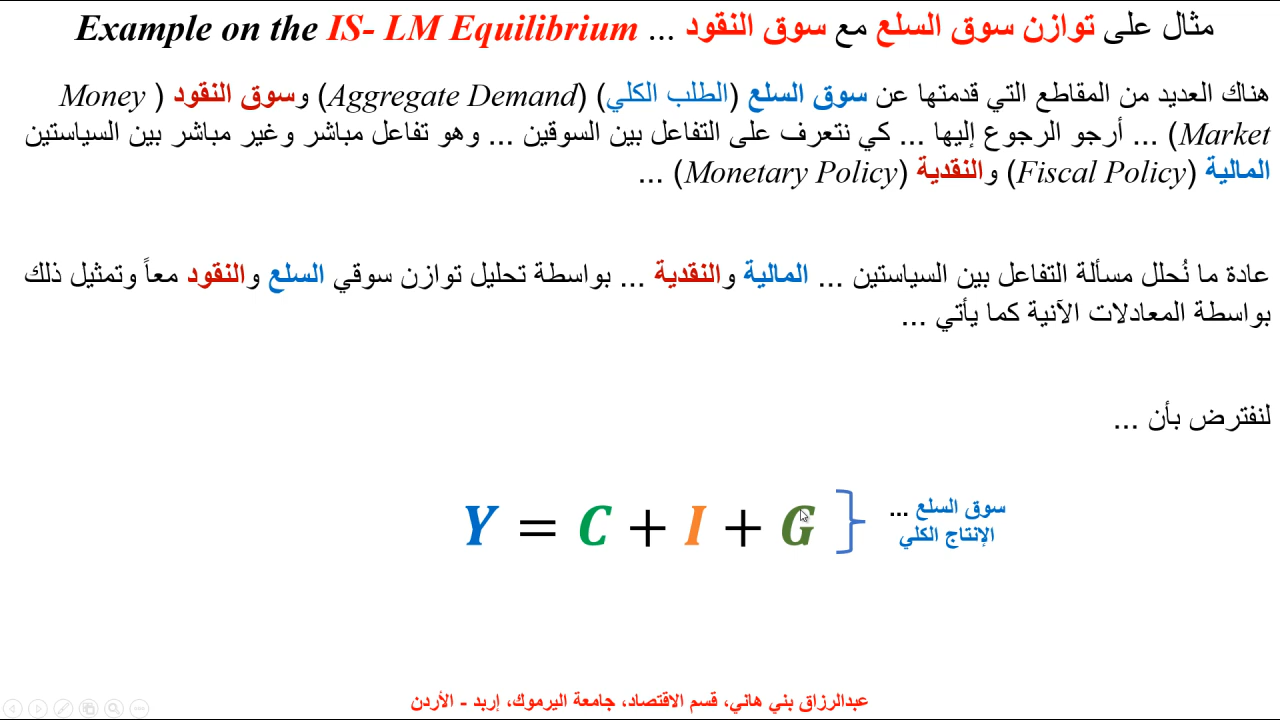 مثال على توازن سوق السلع مع سوق النقود ... Example on the IS- LM Equilibrium
هناك العديد من المقاطع التي قدمتها عن سوق السلع (الطلب الكلي) (Aggregate Demand) وسوق النقود (Money
Market) ... أرجو الرجوع إليها ... كي نتعرف على التفاعل بين السوقين ... وهو تفاعل مباشر وغير مباشر بين السياستين
المالية (Fiscal Policy) والنقدية (Monetary Policy) ...
عادة ما نُحلل مسألة التفاعل بين السياستين ... المالية والنقدية ... بواسطة تحليل توازن سوقي السلع والنقود معاً وتمثيل ذلك
بواسطة المعادلات الآنية كما يأتي ...
لنفترض بأن ...
Y = C + I + G
سوق السلع ...
الإنتاج الكلي
عبدالرزاق بني هاني، قسم الاقتصاد، جامعة اليرموك، إربد - الأردن